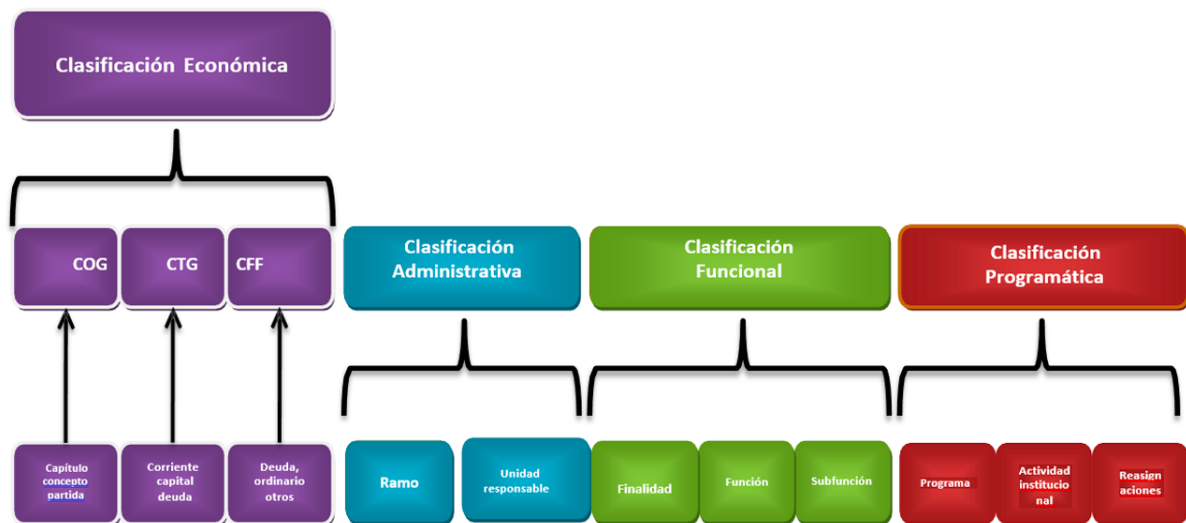 Clasificación Económica
COG
CTG
CFF
Clasificación
Administrativa
Clasificación
Funcional
Clasificación
Programática
Capítulo
concepto
partida
Corriente
capital
deuda
Deuda,
ordinario
otros
Ramo
Unidad
responsable
Finalidad
Función
Subfunción
Programa
Actividad
institucio
nal
Reasign
aciones